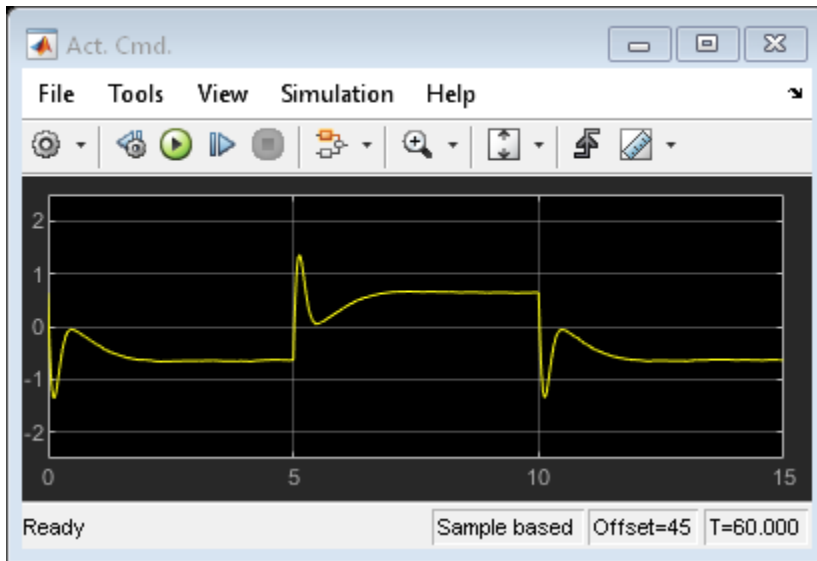 Act. Cmd.
File Tools View Simulation Help
2
1
0
-1
-2
0 5 10 15
Ready Sample based Offset=45 T=60.000